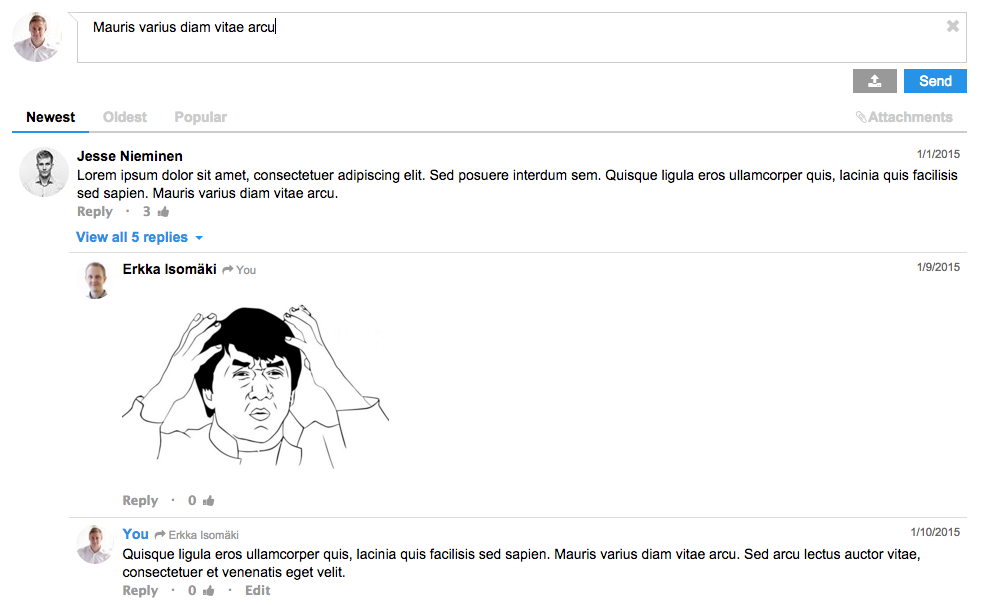 Mauris varius diam vitae arcu
Send
Newest Oldest Popular Attachments
Jesse Nieminen 1/1/2015
Lorem ipsum dolor sit amet, consectetuer adipiscing elit. Sed posuere interdum sem. Quisque ligula eros ullamcorper quis, lacinia quis facilisis
sed sapien. Mauris varius diam vitae arcu.
Reply · 3
View all 5 replies
Erkka Isomäki You 1/9/2015
Reply · 0
You Erkka Isomäki 1/10/2015
Quisque ligula eros ullamcorper quis, lacinia quis facilisis sed sapien. Mauris varius diam vitae arcu. Sed arcu lectus auctor vitae,
consectetuer et venenatis eget velit.
Reply · 0 · Edit